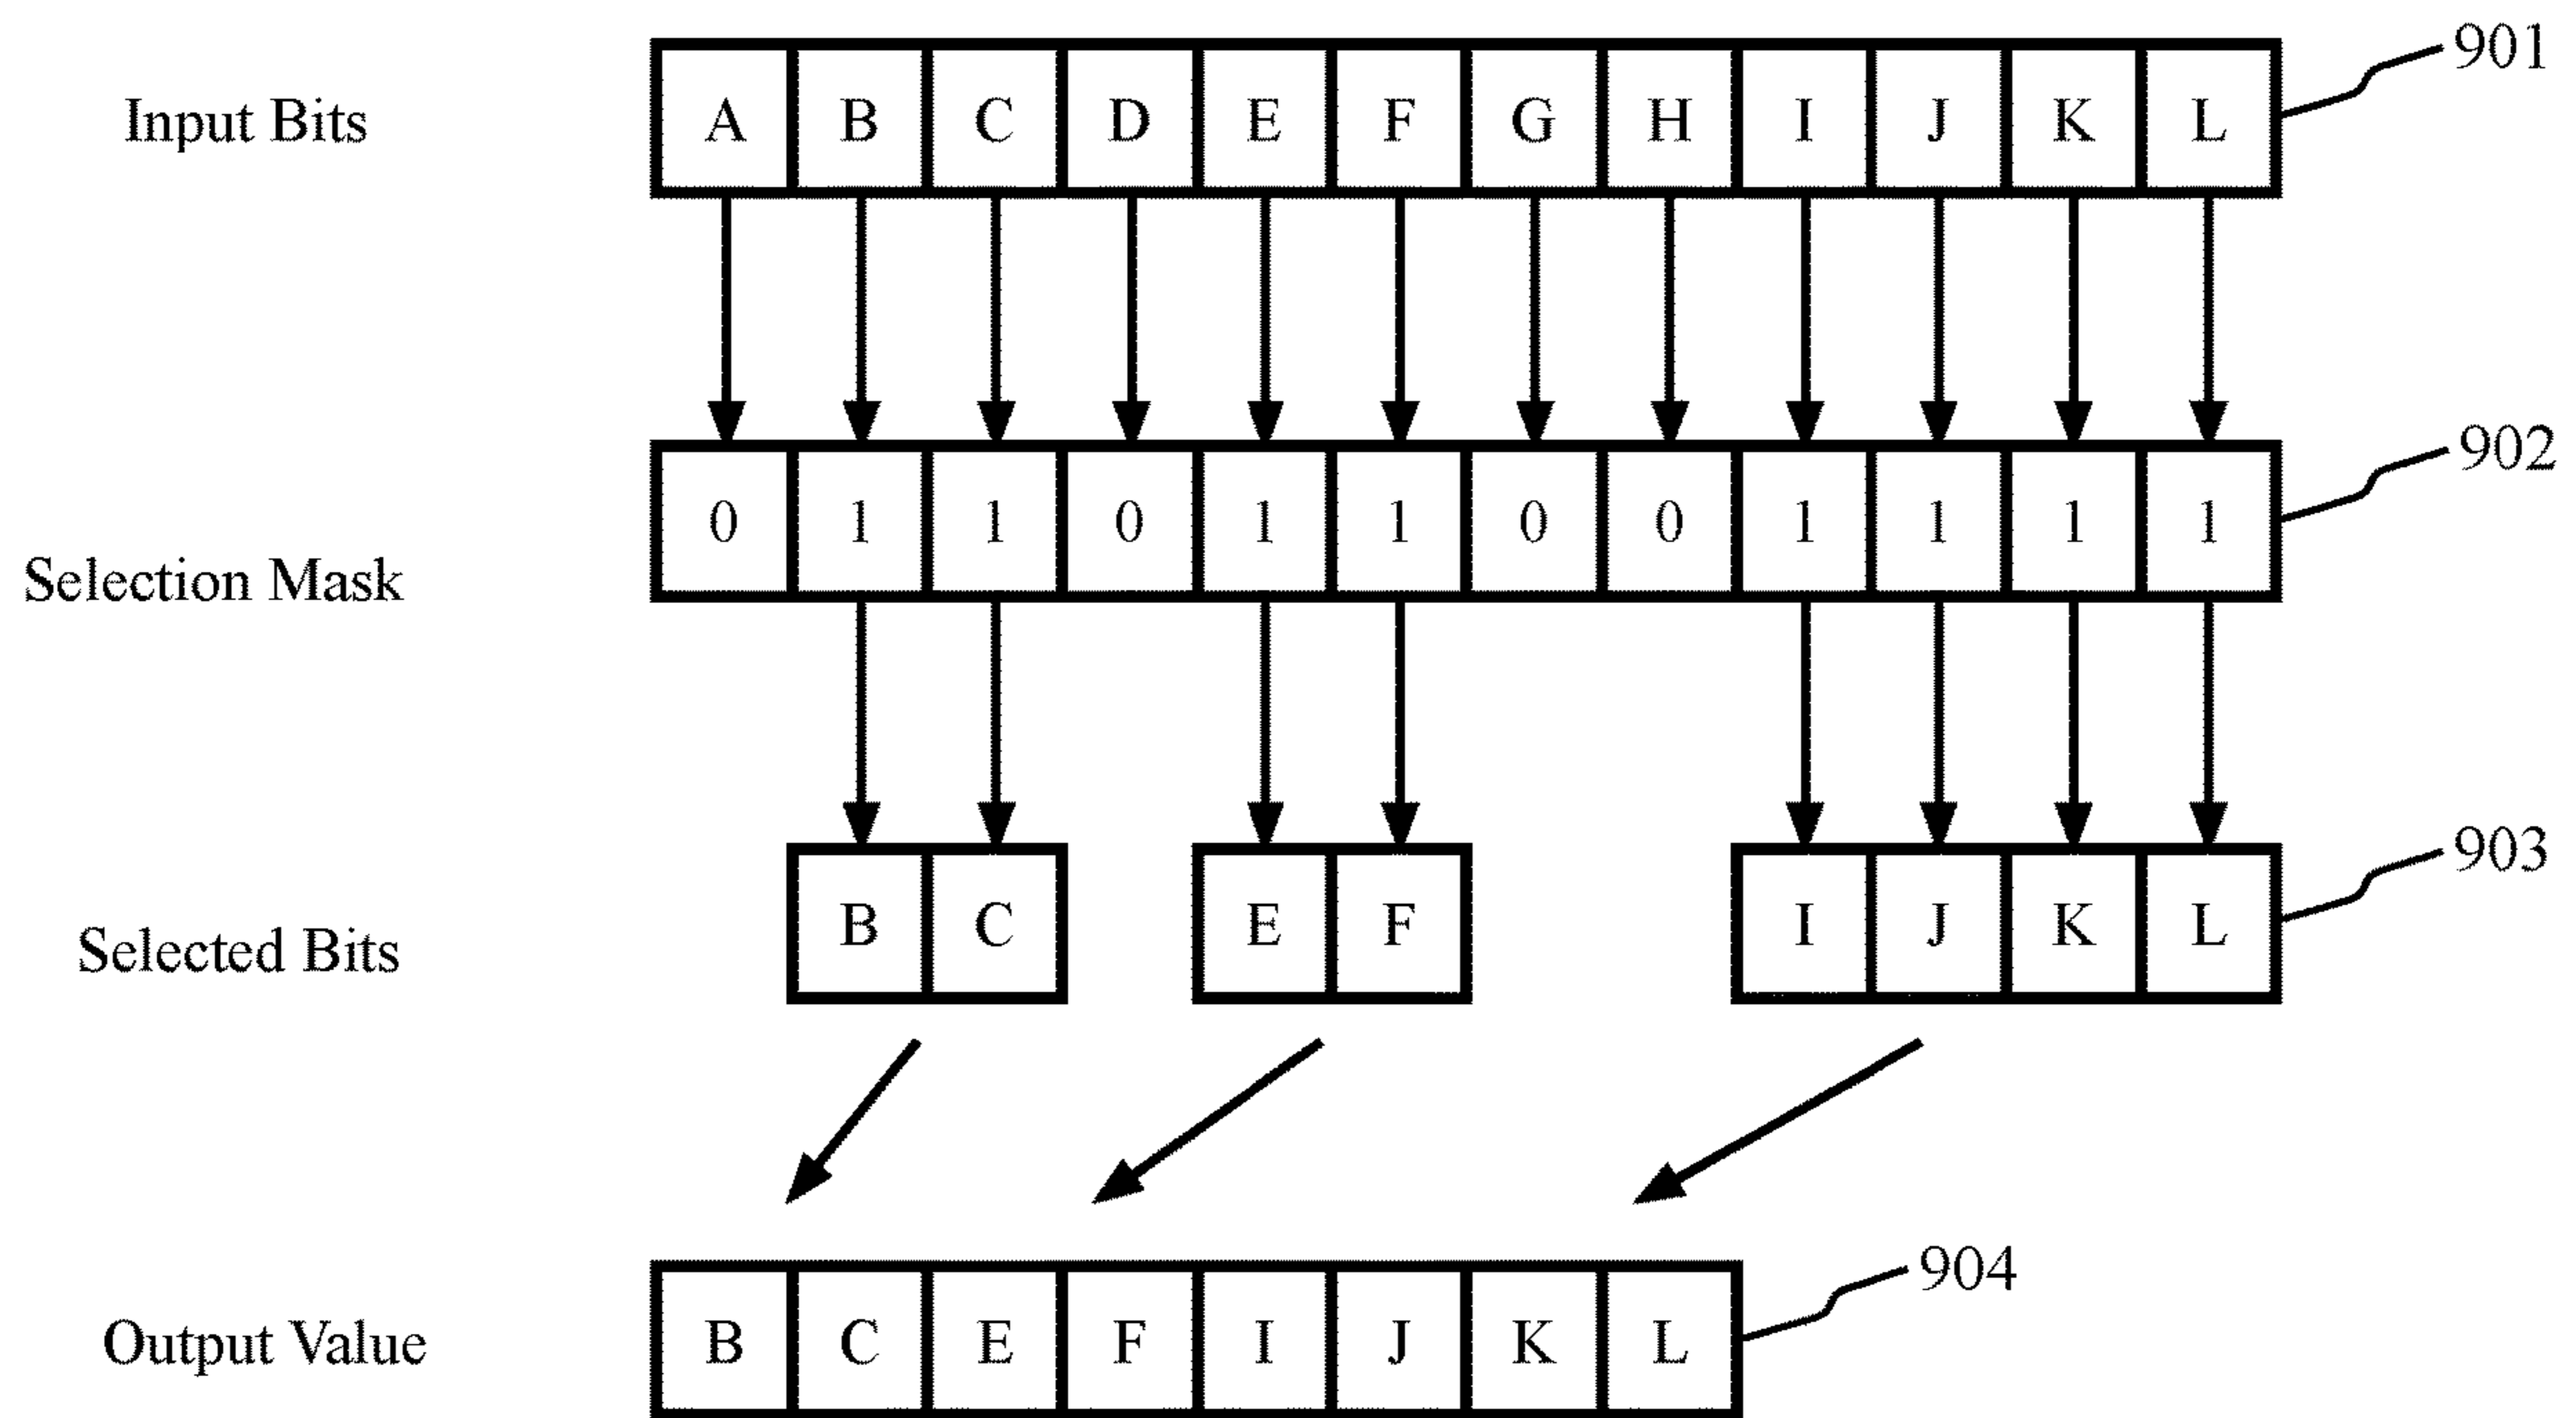 901
Input Bits A B C D E F G H I J K L
902
0 1 1 0 1 1 0 0 1 1 1 1
Selection Mask
903
B C E F I J K L
Selected Bits
904
Output Value B C E F I J K L